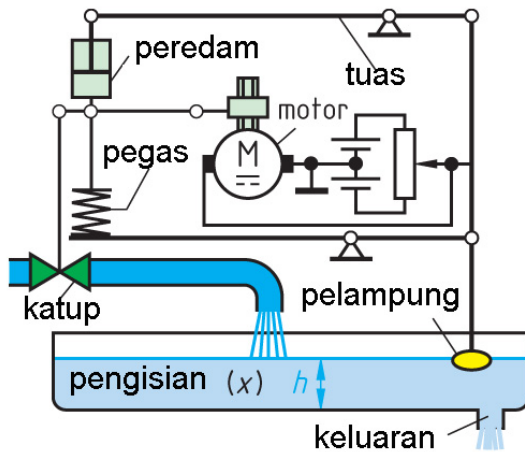 peredam
tuas
motor
pegas
M
katup
pelampung
pengisian (x) h
keluaran